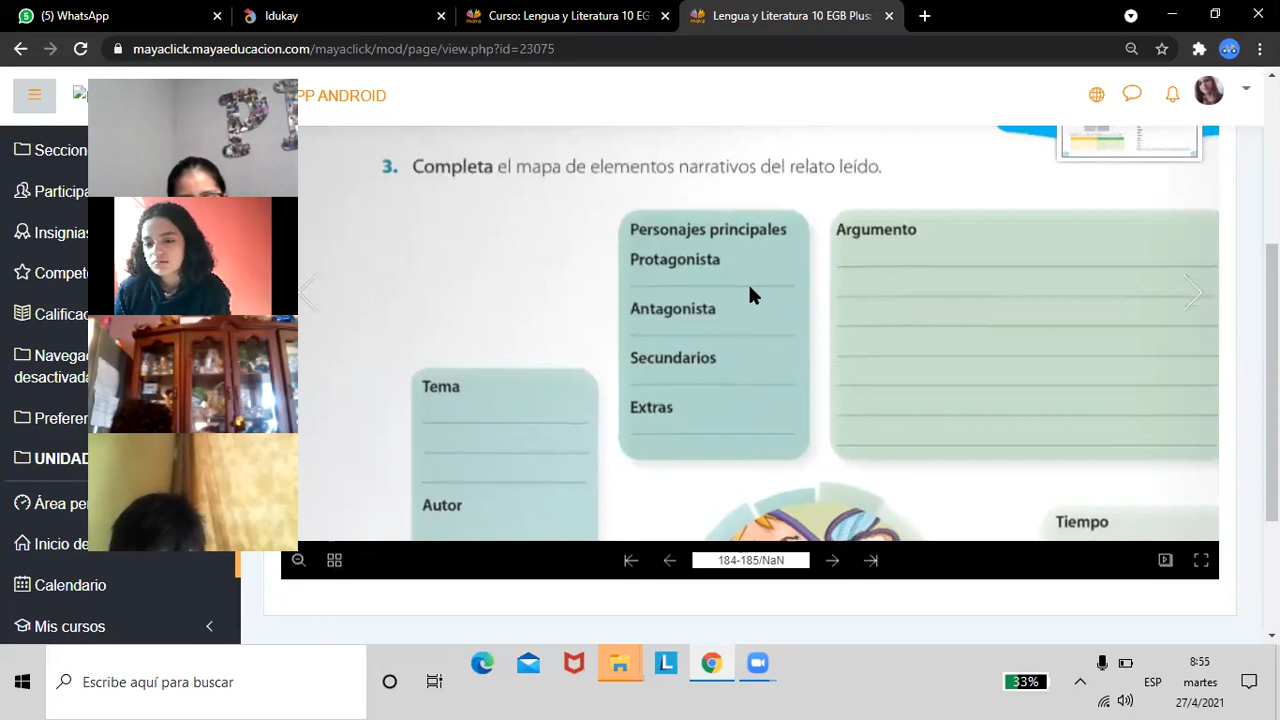 (5) WhatsApp
Idukay
Curso: Lengua y Literatura 10 EG
Lengua y Literatura 10 EGB Plus
mayaclick.mayaeducacion.com/mayaclick/mod/page/view.php?id=23075
PP ANDROID
Seccion
Particip
Insignias
Compet
Calificac
Navega
desactivada
Preferen
UNIDAD
Área per
Inicio de
Calendario
Mis cursos
3. Completa el mapa de elementos narrativos del relato leído.
Personajes principales
Protagonista
Antagonista
Secundarios
Extras
Argumento
Tema
Autor
Tiempo
184-185/NaN
Escribe aquí para buscar
33%
ESP
8:55
martes
27/4/2021